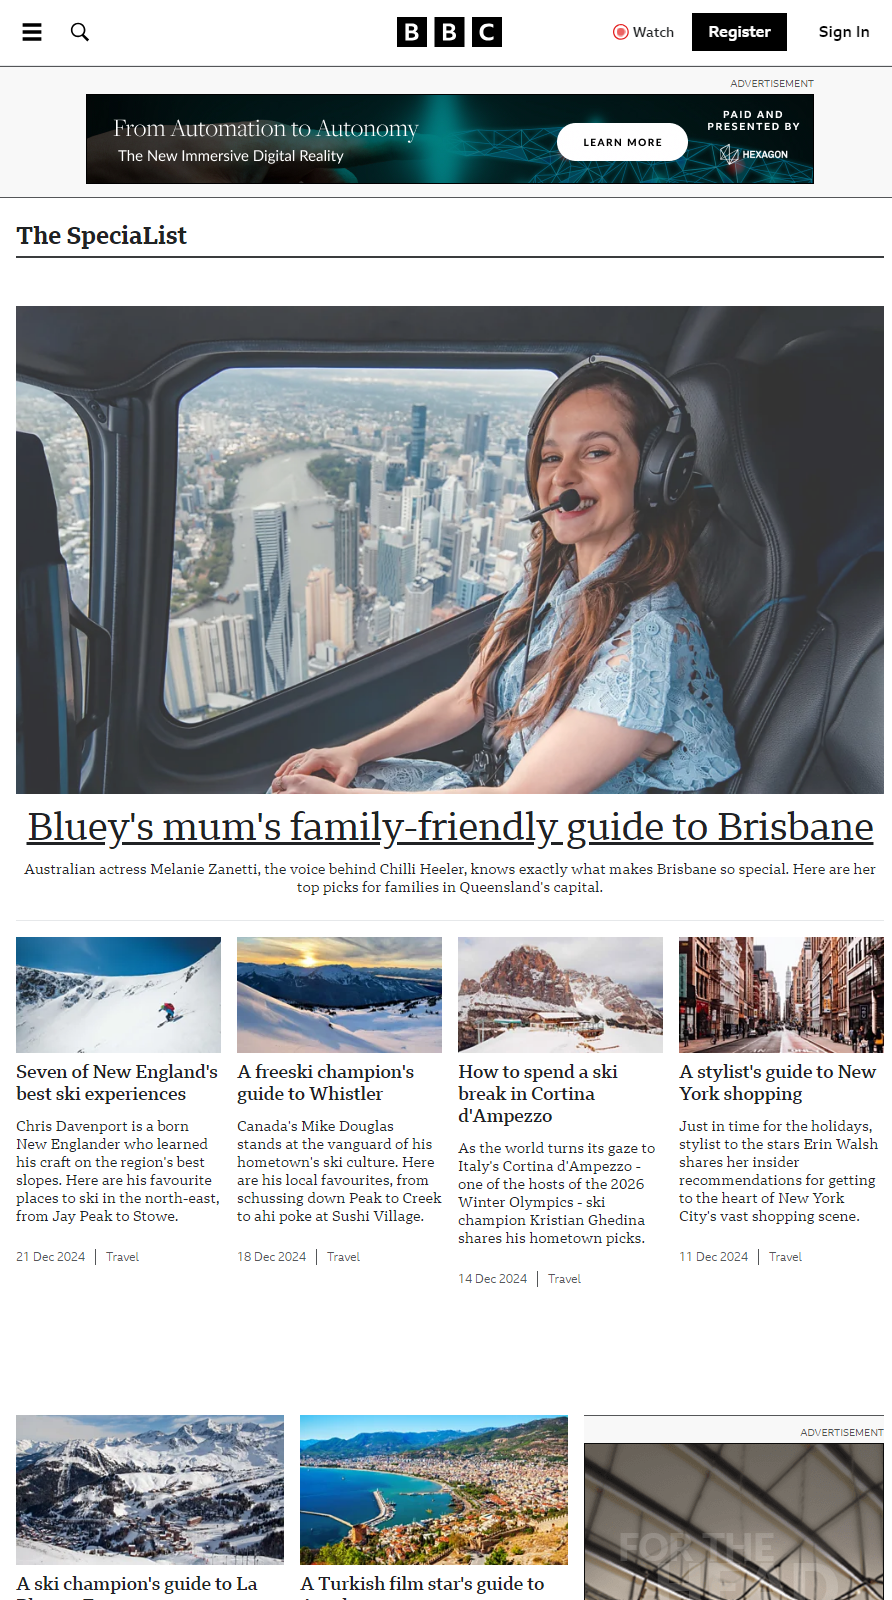 BBC
Watch
Register
Sign In
ADVERTISEMENT
From Automation to Autonomy
The New Immersive Digital Reality
LEARN MORE
PAID AND
PRESENTED BY
HEXAGON
The SpeciaList
Bluey's mum's family-friendly guide to Brisbane
Australian actress Melanie Zanetti, the voice behind Chilli Heeler, knows exactly what makes Brisbane so special. Here are her
top picks for families in Queensland's capital.
Seven of New England's
best ski experiences
Chris Davenport is a born
New Englander who learned
his craft on the region's best
slopes. Here are his favourite
places to ski in the north-east,
from Jay Peak to Stowe.
21 Dec 2024
Travel
A freeski champion's
guide to Whistler
Canada's Mike Douglas
stands at the vanguard of his
hometown's ski culture. Here
are his local favourites, from
schussing down Peak to Creek
to ahi poke at Sushi Village.
18 Dec 2024
Travel
How to spend a ski
break in Cortina
d'Ampezzo
As the world turns its gaze to
Italy's Cortina d'Ampezzo -
one of the hosts of the 2026
Winter Olympics - ski
champion Kristian Ghedina
shares his hometown picks.
14 Dec 2024
Travel
A stylist's guide to New
York shopping
Just in time for the holidays,
stylist to the stars Erin Walsh
shares her insider
recommendations for getting
to the heart of New York
City's vast shopping scene.
11 Dec 2024
Travel
A ski champion's guide to La
A Turkish film star's guide to
ADVERTISEMENT
FOR THE